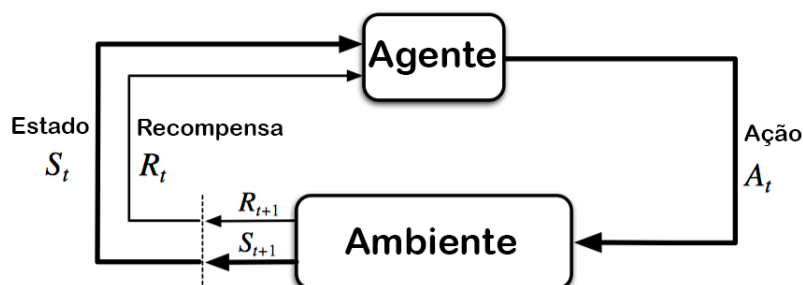 Agente
Estado
S_t
Recompensa
R_t
Ação
A_t
R_{t+1}
S_{t+1}
Ambiente